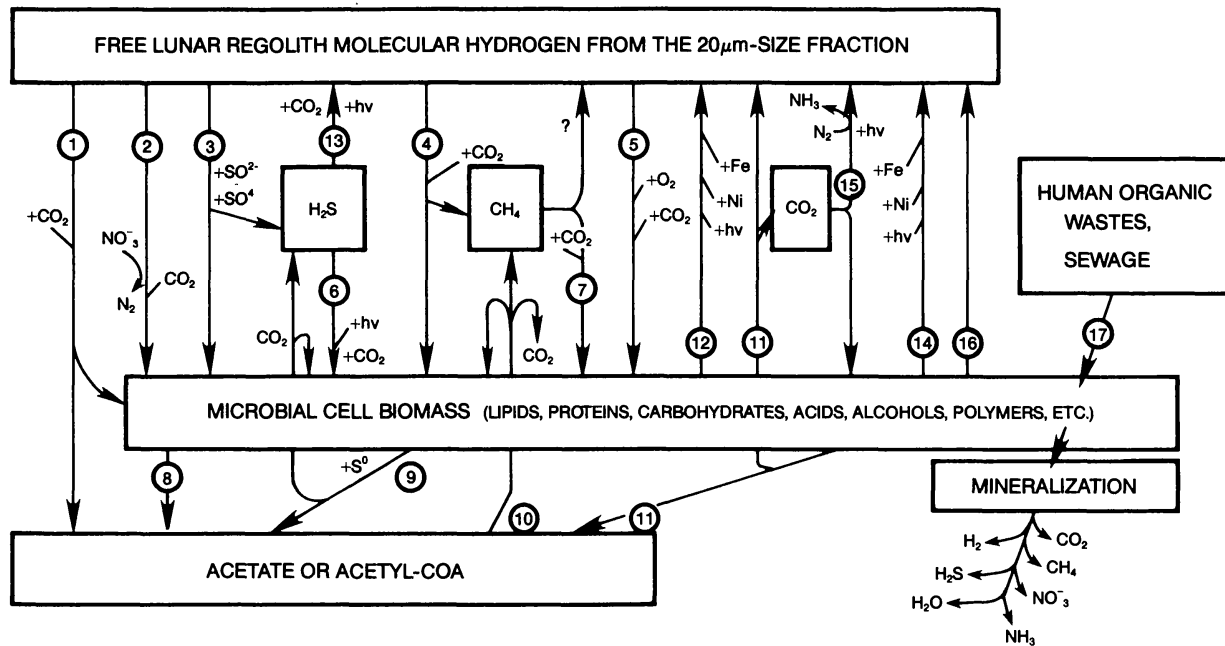 FREE LUNAR REGOLITH MOLECULAR HYDROGEN FROM THE 20μm-SIZE FRACTION
1
2
3
+CO₂
+hv
13
4
?
5
NH₃
N₂
+hv
+SO²⁻
+SO⁴
+CO₂
+O₂
+Fe
+Ni
+hv
15
+Fe
+Ni
+hv
H₂S
CH₄
CO₂
HUMAN ORGANIC
WASTES,
SEWAGE
+CO₂
NO⁻₃
N₂
CO₂
+CO₂
+CO₂
6
7
+hv
+CO₂
CO₂
CO₂
12
11
14
16
17
MICROBIAL CELL BIOMASS (LIPIDS, PROTEINS, CARBOHYDRATES, ACIDS, ALCOHOLS, POLYMERS, ETC.)
8
+S⁰
9
10
11
MINERALIZATION
ACETATE OR ACETYL-COA
H₂
CO₂
H₂S
CH₄
H₂O
NO⁻₃
NH₃